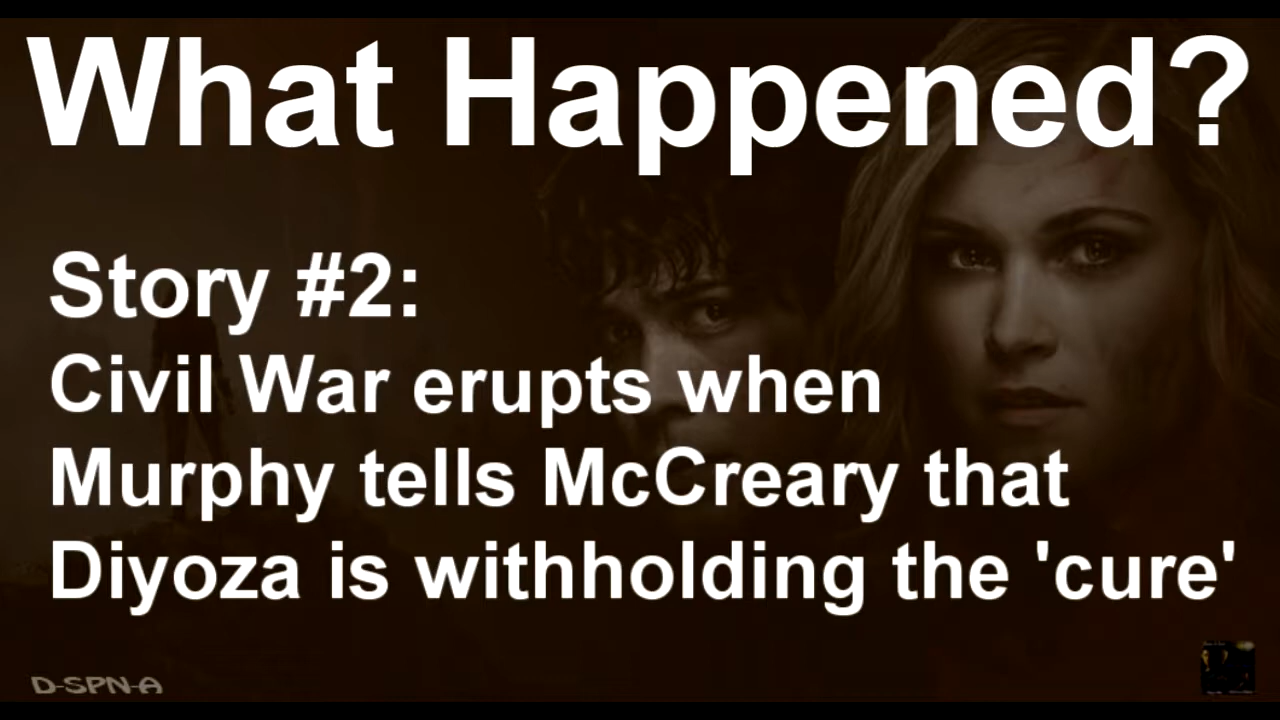 What Happened?
Story #2:
Civil War erupts when
Murphy tells McCreary that
Diyoza is withholding the 'cure'
D-SPN-A